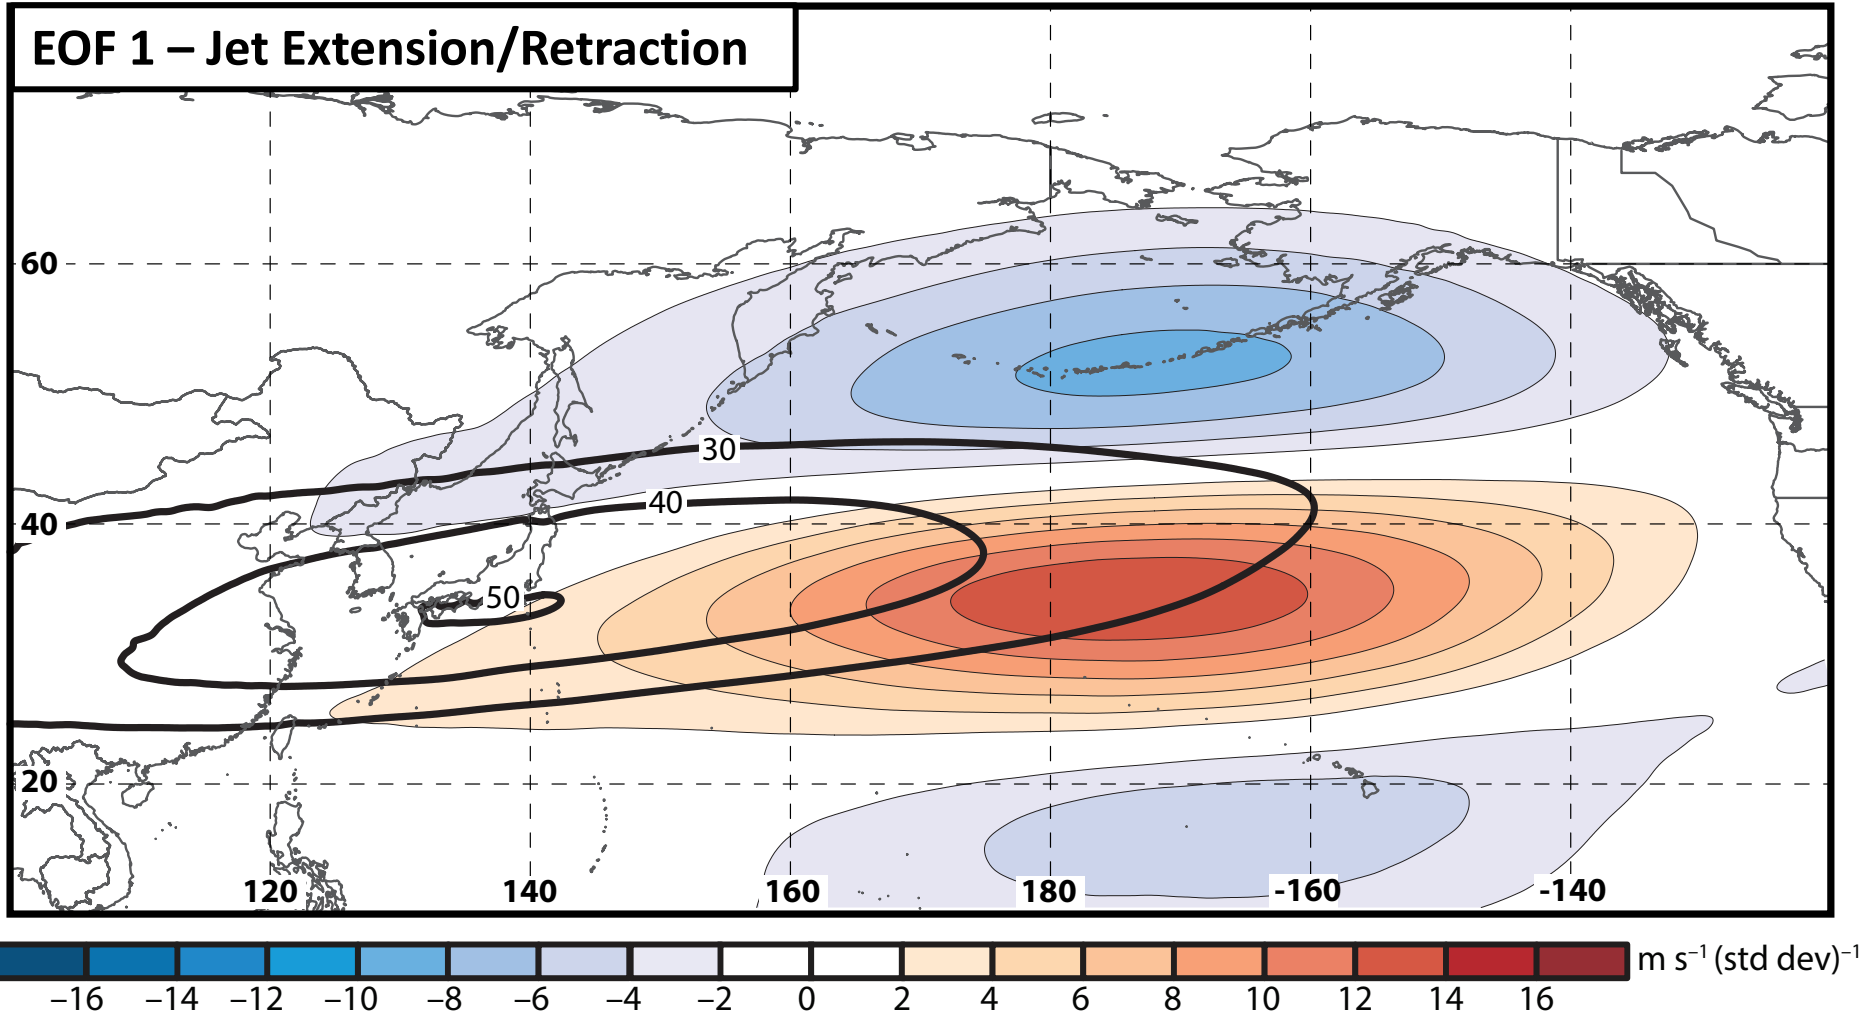 EOF 1 – Jet Extension/Retraction
60
30
40
40
50
20
120 140 160 180 -160 -140
−16 −14 −12 −10 −8 −6 −4 −2 0 2 4 6 8 10 12 14 16 m s⁻¹ (std dev)⁻¹